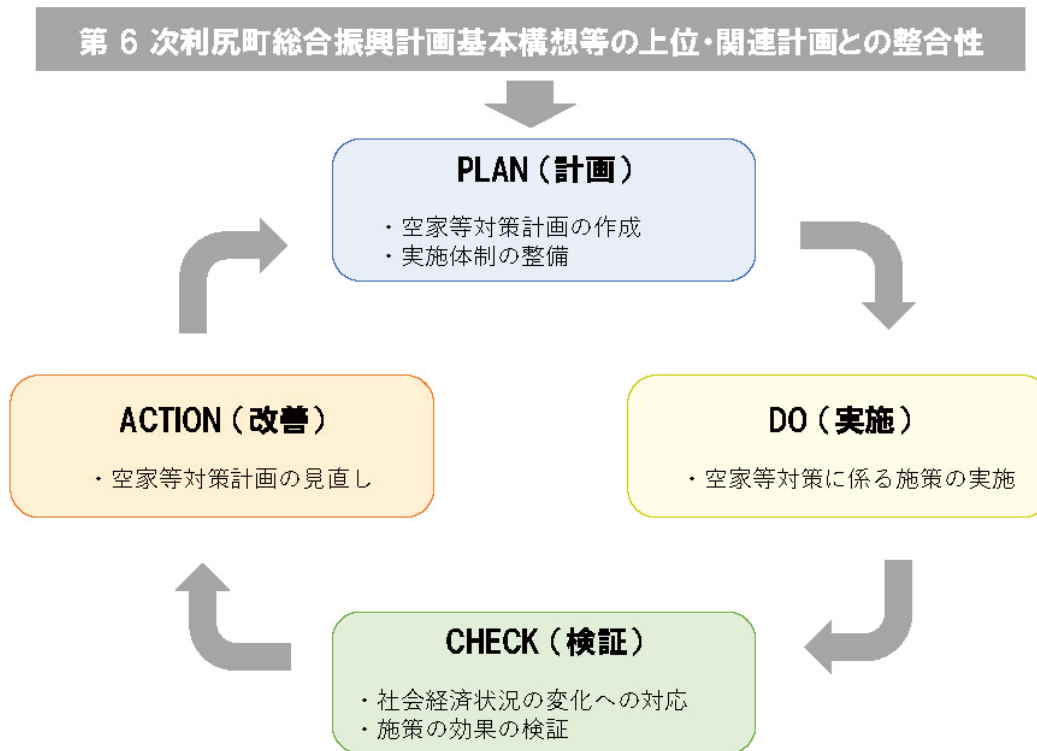 第 6 次利尻町総合振興計画基本構想等の上位・関連計画との整合性
PLAN（計画）
・空家等対策計画の作成
・実施体制の整備
ACTION（改善）
・空家等対策計画の見直し
DO（実施）
・空家等対策に係る施策の実施
CHECK（検証）
・社会経済状況の変化への対応
・施策の効果の検証